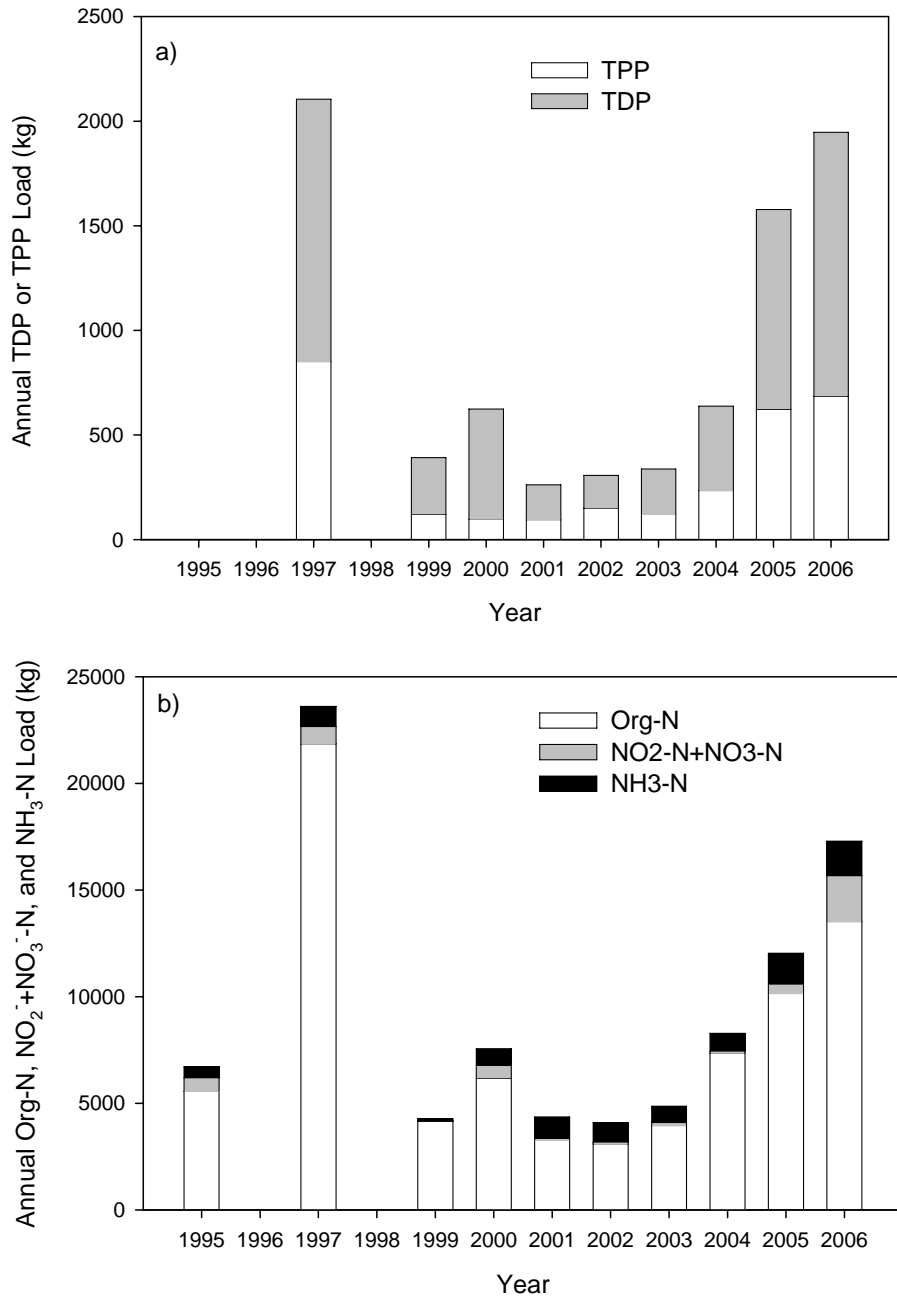 a)
TPP
TDP
Annual TDP or TPP Load (kg)
2500
2000
1500
1000
500
0
1995 1996 1997 1998 1999 2000 2001 2002 2003 2004 2005 2006
Year
b)
Org-N
NO2-N+NO3-N
NH3-N
Annual Org-N, NO₂⁻+NO₃⁻-N, and NH₃-N Load (kg)
25000
20000
15000
10000
5000
0
1995 1996 1997 1998 1999 2000 2001 2002 2003 2004 2005 2006
Year